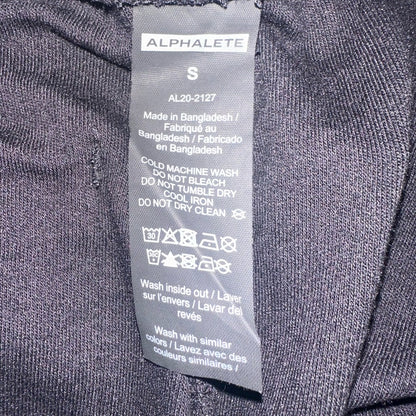 ALPHALETE
S
AL20-2127
Made in Bangladesh /
Fabriqué au
Bangladesh / Fabricado
en Bangladesh
COLD MACHINE WASH
DO NOT BLEACH
DO NOT TUMBLE DRY
COOL IRON
DO NOT DRY CLEAN
30
Wash inside out / Laver
sur l'envers / Lavar del
revés
Wash with similar
colors / Lavez avec des
couleurs similaires /